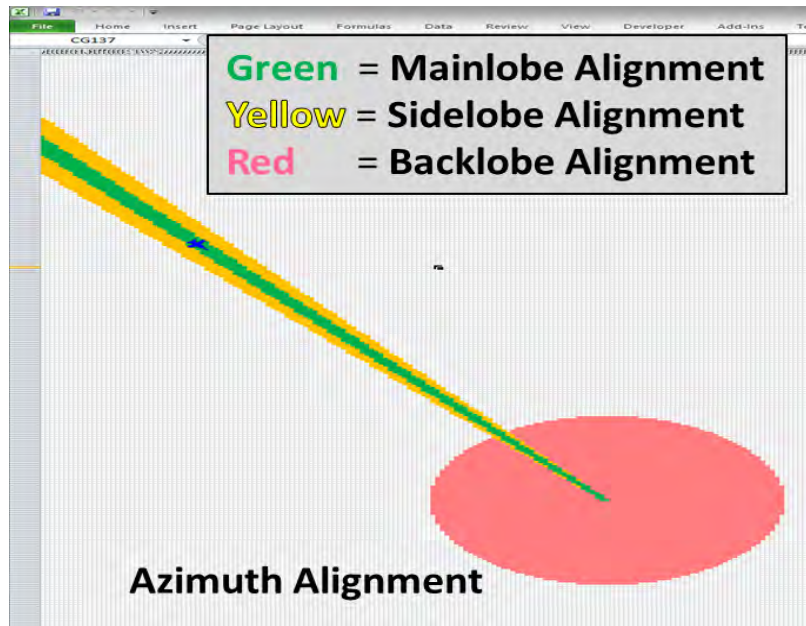 File Home Insert Page Layout Formulas Data Review View Developer Add-Ins
CG137
Green = Mainlobe Alignment
Yellow = Sidelobe Alignment
Red = Backlobe Alignment
Azimuth Alignment